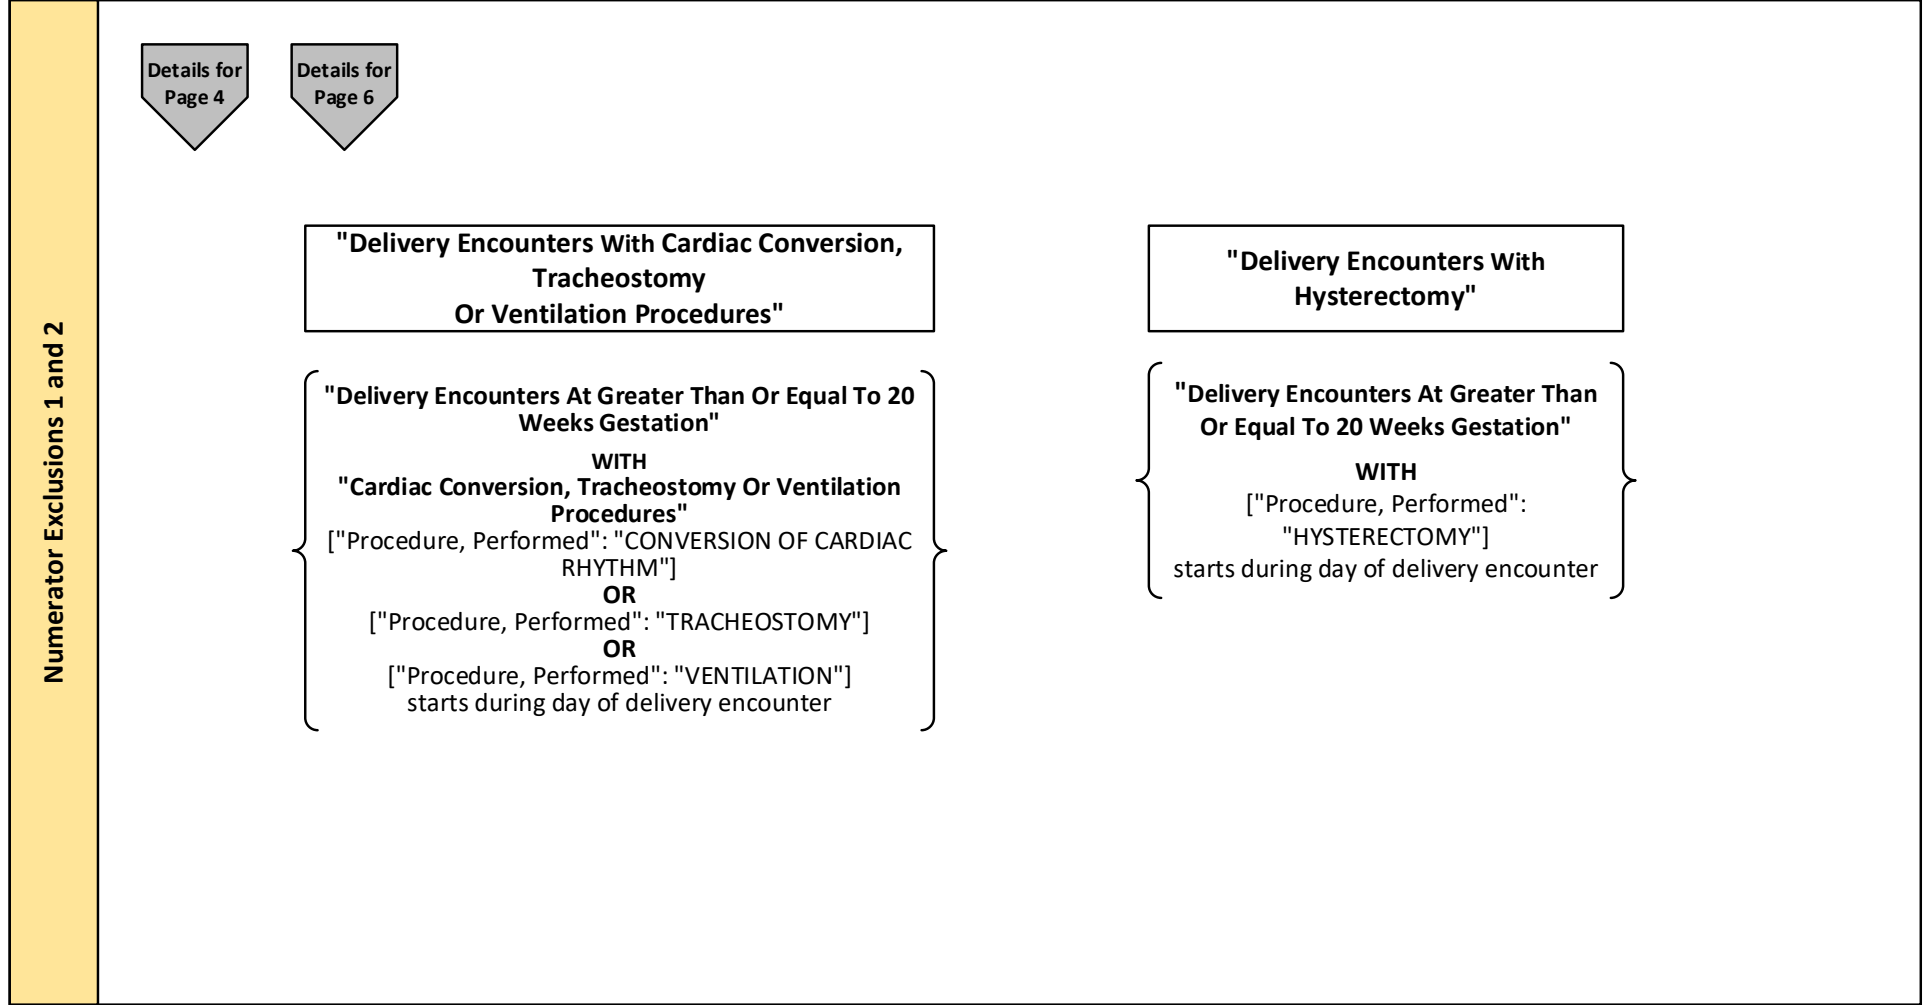 Numerator Exclusions 1 and 2
Details for
Page 4
Details for
Page 6
"Delivery Encounters With Cardiac Conversion,
Tracheostomy
Or Ventilation Procedures"
"Delivery Encounters At Greater Than Or Equal To 20
Weeks Gestation"
WITH
"Cardiac Conversion, Tracheostomy Or Ventilation
Procedures"
["Procedure, Performed": "CONVERSION OF CARDIAC
RHYTHM"]
OR
["Procedure, Performed": "TRACHEOSTOMY"]
OR
["Procedure, Performed": "VENTILATION"]
starts during day of delivery encounter
"Delivery Encounters With
Hysterectomy"
"Delivery Encounters At Greater Than
Or Equal To 20 Weeks Gestation"
WITH
["Procedure, Performed":
"HYSTERECTOMY"]
starts during day of delivery encounter